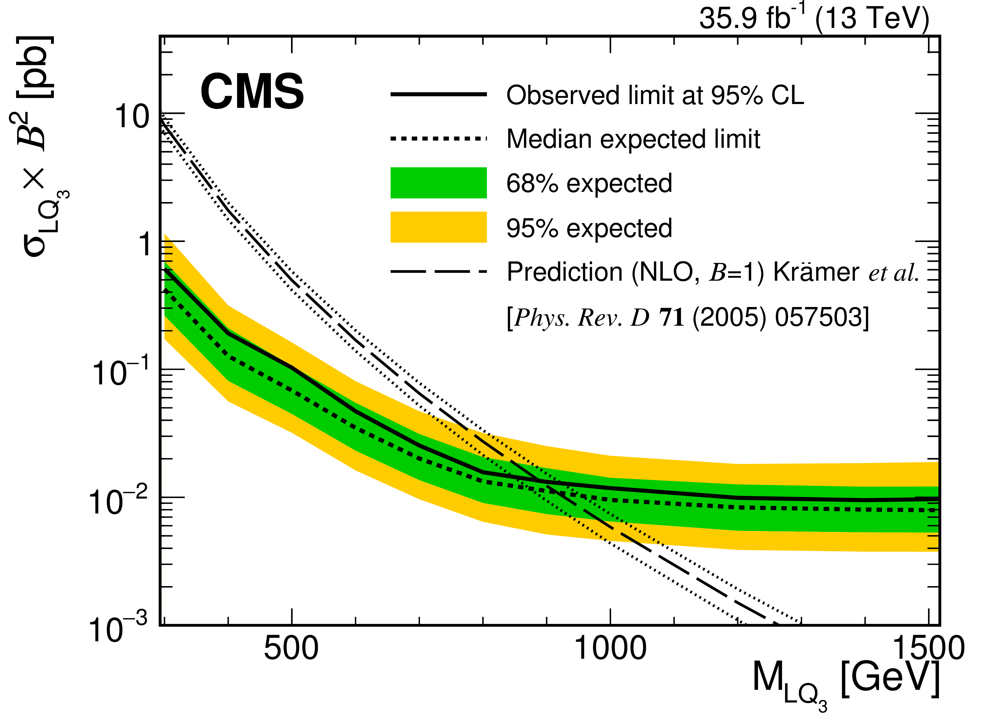 35.9 fb⁻¹ (13 TeV)
σ_LQ₃ × B² [pb]
CMS
Observed limit at 95% CL
Median expected limit
68% expected
95% expected
Prediction (NLO, B=1) Krämer et al.
[Phys. Rev. D 71 (2005) 057503]
10
1
10⁻¹
10⁻²
10⁻³
500 1000 1500
M_LQ₃ [GeV]